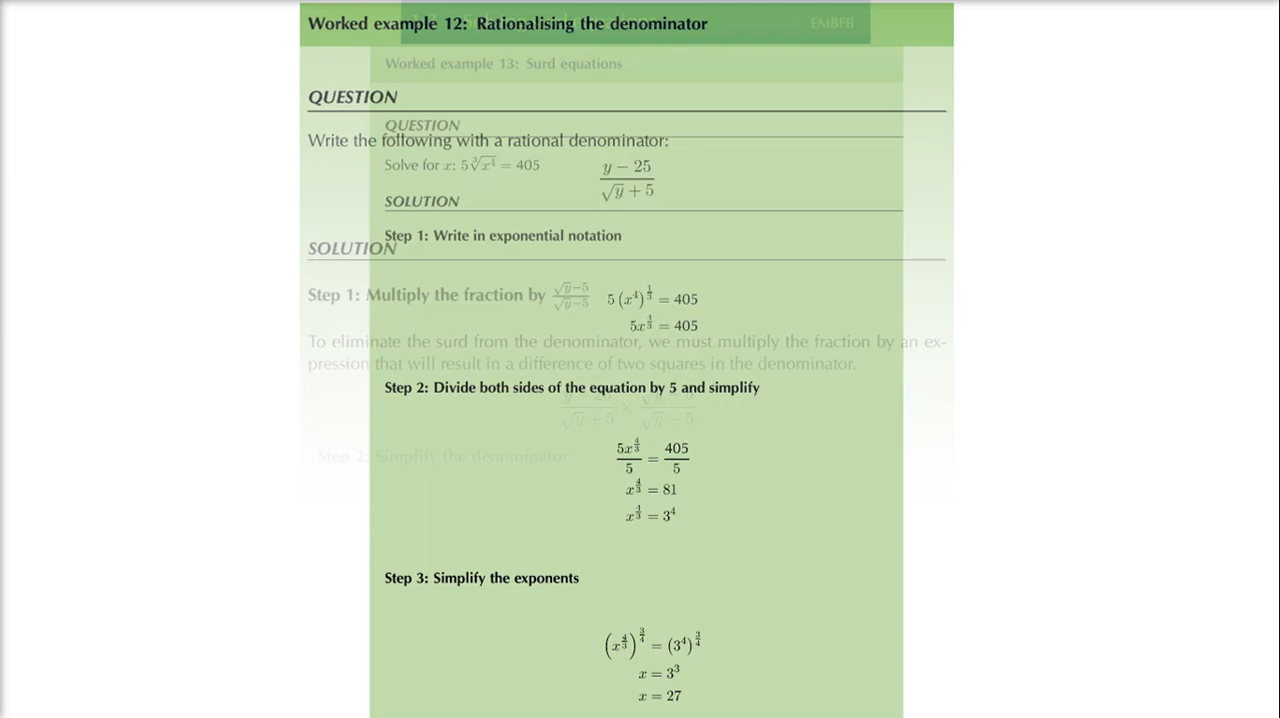 Worked example 12: Rationalising the denominator
EMBFB
Worked example 13: Surd equations
QUESTION
QUESTION
Write the following with a rational denominator:
Solve for x: 5∛x⁴ = 405
(y − 25)/(√y + 5)
SOLUTION
Step 1: Write in exponential notation
SOLUTION
Step 1: Multiply the fraction by (√y−5)/(√y−5)
5(x⁴)^(1/3) = 405
5x^(4/3) = 405
To eliminate the surd from the denominator, we must multiply the fraction by an ex-
pression that will result in a difference of two squares in the denominator.
Step 2: Divide both sides of the equation by 5 and simplify
Step 2: Simplify the denominator
5x^(4/3)/5 = 405/5
x^(4/3) = 81
x^(4/3) = 3⁴
Step 3: Simplify the exponents
(x^(4/3))^(3/4) = (3⁴)^(3/4)
x = 3³
x = 27